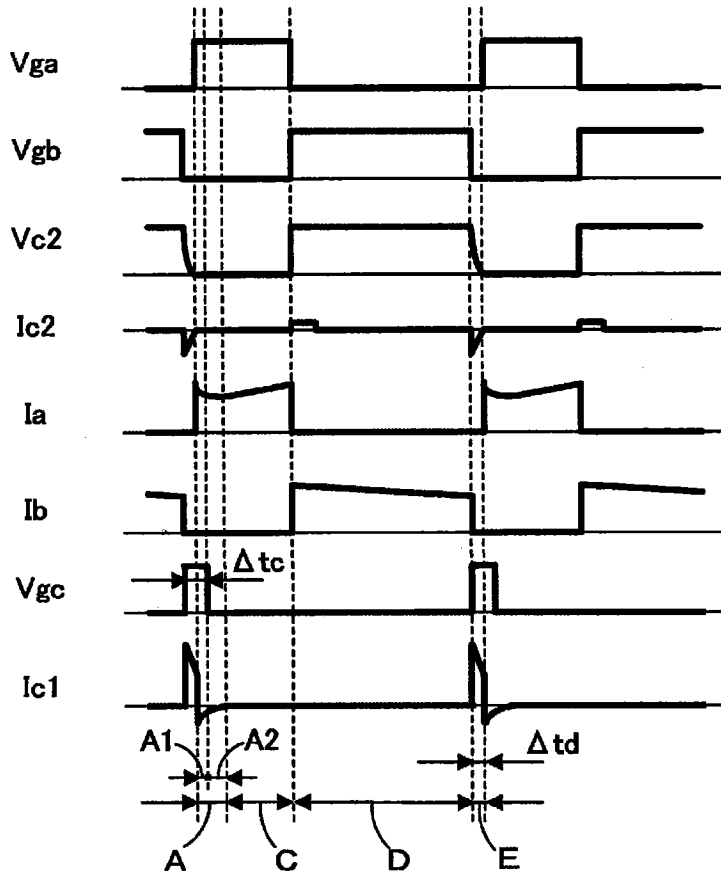 Vga
Vgb
Vc2
Ic2
Ia
Ib
Δtc
Vgc
Ic1
A1 A2
Δtd
A C D E